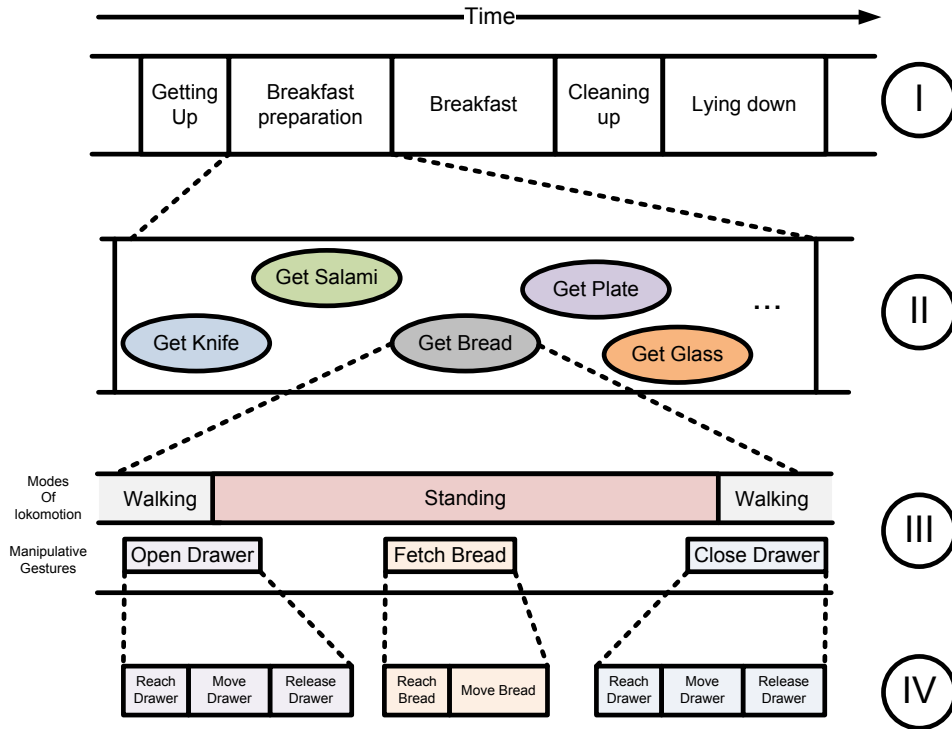 Time
Getting
Up
Breakfast
preparation
Breakfast
Cleaning
up
Lying down
I
Get Salami
Get Plate
...
Get Knife
Get Bread
Get Glass
II
Modes
Of
lokomotion
Walking
Standing
Walking
Manipulative
Gestures
Open Drawer
Fetch Bread
Close Drawer
III
Reach
Drawer
Move
Drawer
Release
Drawer
Reach
Bread
Move Bread
Reach
Drawer
Move
Drawer
Release
Drawer
IV